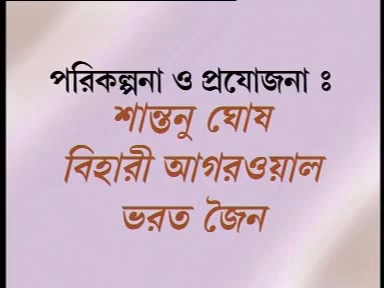 পরিকল্পনা ও প্রযোজনা ঃ
শান্তনু ঘোষ
বিহারী আগরওয়াল
ভরত জৈন